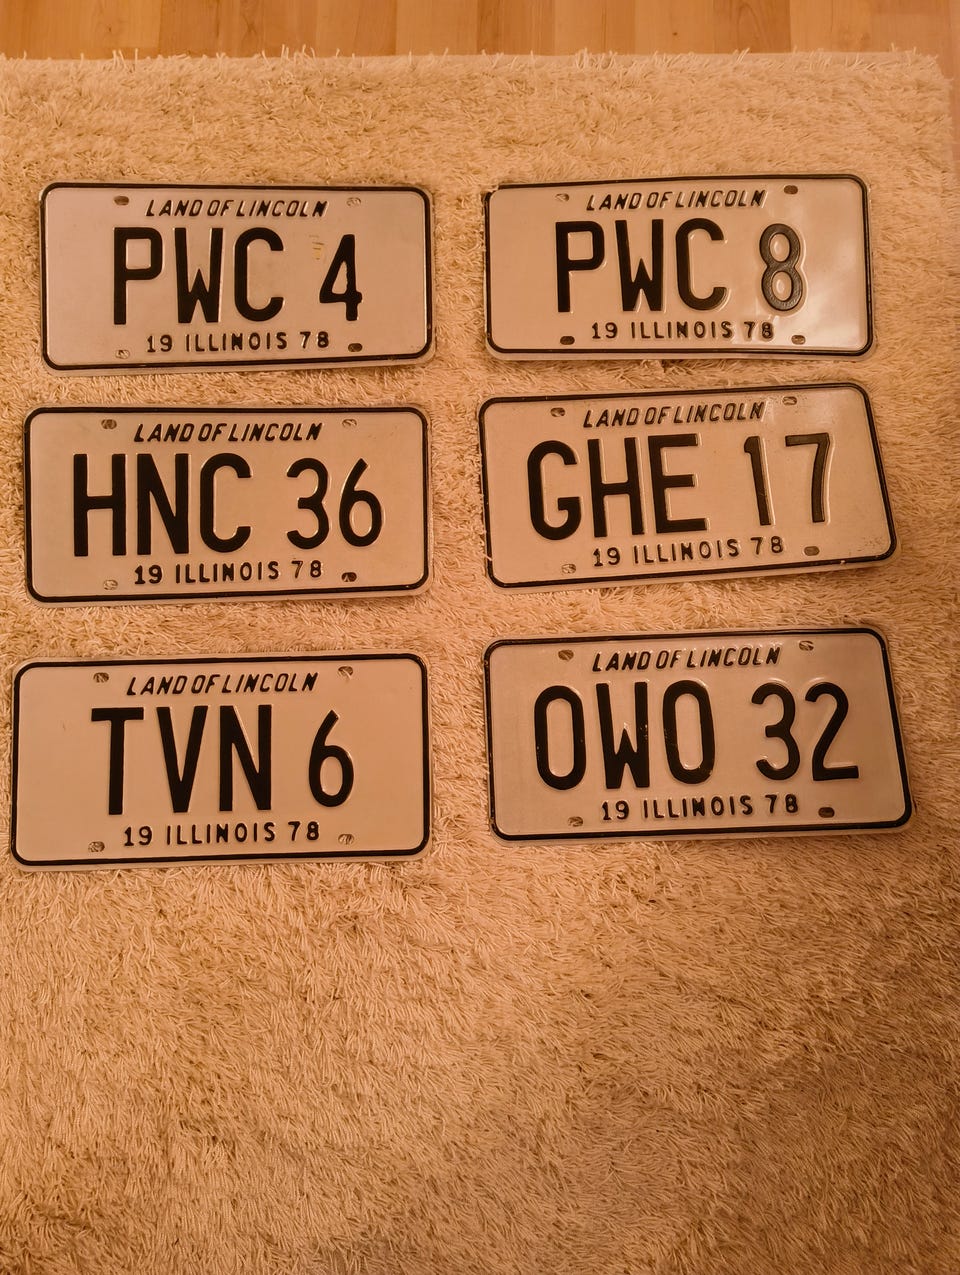 LAND OF LINCOLN
PWC 4
19 ILLINOIS 78
LAND OF LINCOLN
PWC 8
19 ILLINOIS 78
LAND OF LINCOLN
HNC 36
19 ILLINOIS 78
LAND OF LINCOLN
GHE 17
19 ILLINOIS 78
LAND OF LINCOLN
TVN 6
19 ILLINOIS 78
LAND OF LINCOLN
OWO 32
19 ILLINOIS 78